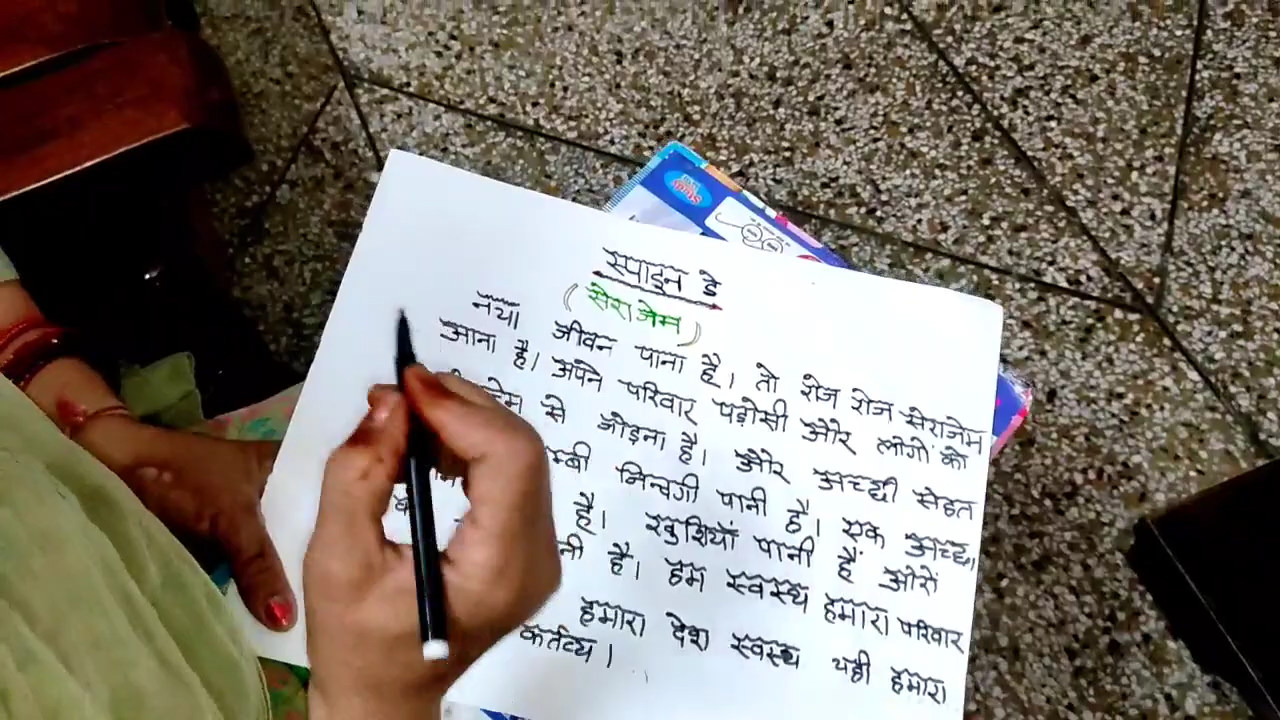 स्पाइन डे
(सेराजेम)
नया जीवन पाना है। तो रोज रोज सेराजेम
आना है। अपने परिवार पड़ोसी और लोगों को
से जोड़ना है। और अच्छी सेहत
जिन्दगी पानी है। एक अच्छा
है। खुशियाँ पानी हैं औरों
है। हम स्वस्थ हमारा परिवार
हमारा देश स्वस्थ यही हमारा
कर्तव्य।